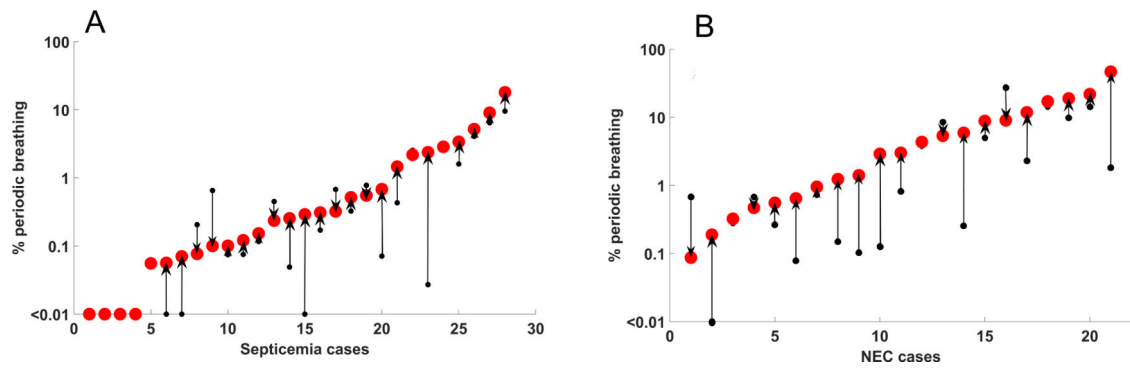 A
100
10
1
0.1
<0.01
% periodic breathing
0 5 10 15 20 25 30
Septicemia cases
B
100
10
1
0.1
<0.01
% periodic breathing
0 5 10 15 20
NEC cases